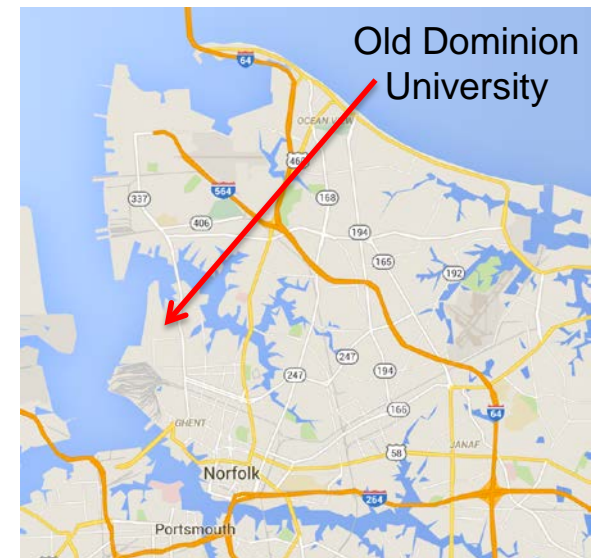 Old Dominion
University
64
OCEAN VIEW
460
337
564
168
406
194
165
192
247
247
194
166
64
GHENT
58
JANAF
Norfolk
264
Portsmouth